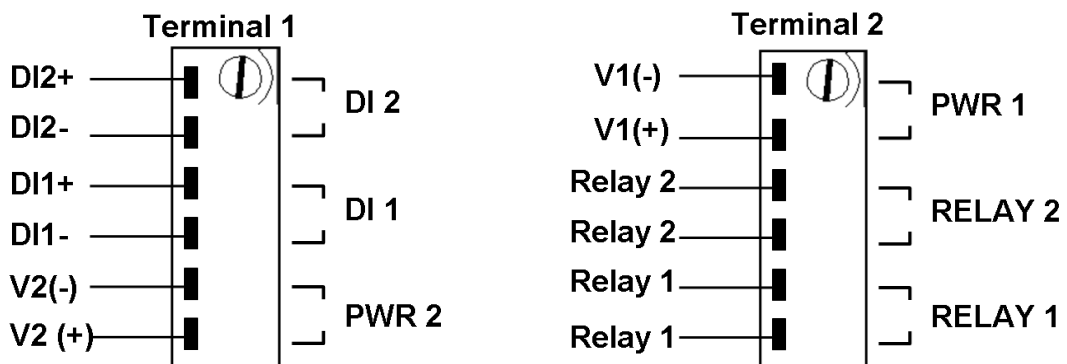 Terminal 1
DI2+
DI2-
DI1+
DI1-
V2(-)
V2 (+)
DI 2
DI 1
PWR 2
Terminal 2
V1(-)
V1(+)
Relay 2
Relay 2
Relay 1
Relay 1
PWR 1
RELAY 2
RELAY 1